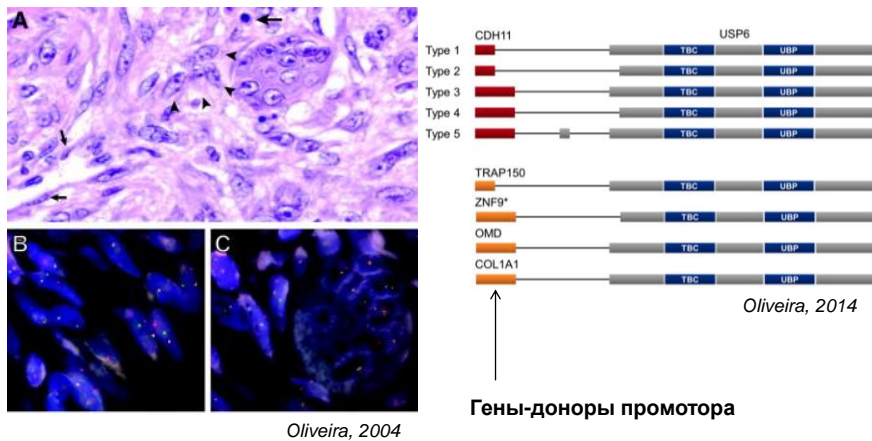 A
B
C
Oliveira, 2004
CDH11 USP6
Type 1 TBC UBP
Type 2 TBC UBP
Type 3 TBC UBP
Type 4 TBC UBP
Type 5 TBC UBP
TRAP150
TBC UBP
ZNF9*
TBC UBP
OMD
TBC UBP
COL1A1
TBC UBP
Oliveira, 2014
Гены-доноры промотора